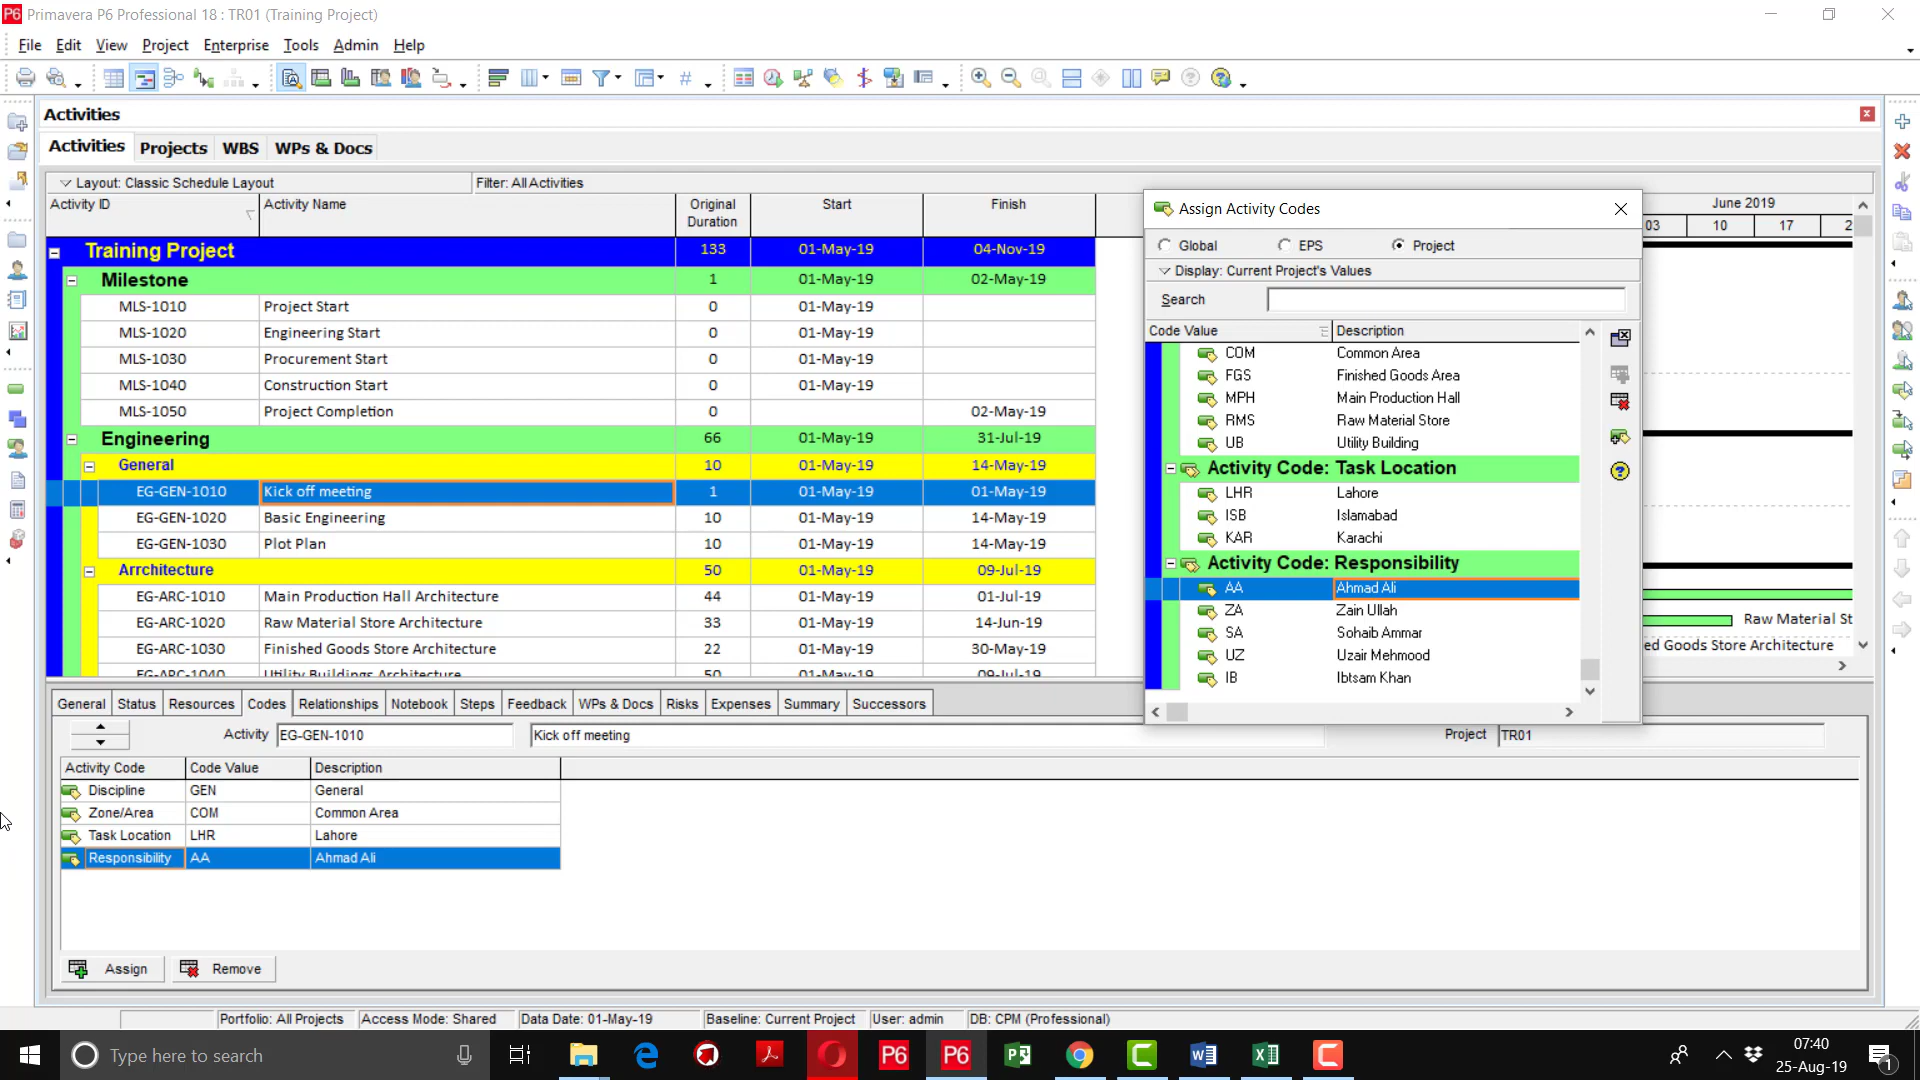 P6 Primavera P6 Professional 18 : TR01 (Training Project)
File Edit View Project Enterprise Tools Admin Help
Activities
Activities Projects WBS WPs & Docs
Layout: Classic Schedule Layout Filter: All Activities
Activity ID Activity Name Original Duration Start Finish
June 2019
03 10 17 2
Training Project 133 01-May-19 04-Nov-19
Milestone 1 01-May-19 02-May-19
MLS-1010 Project Start 0 01-May-19
MLS-1020 Engineering Start 0 01-May-19
MLS-1030 Procurement Start 0 01-May-19
MLS-1040 Construction Start 0 01-May-19
MLS-1050 Project Completion 0 02-May-19
Engineering 66 01-May-19 31-Jul-19
General 10 01-May-19 14-May-19
EG-GEN-1010 Kick off meeting 1 01-May-19 01-May-19
EG-GEN-1020 Basic Engineering 10 01-May-19 14-May-19
EG-GEN-1030 Plot Plan 10 01-May-19 14-May-19
Arrchitecture 50 01-May-19 09-Jul-19
EG-ARC-1010 Main Production Hall Architecture 44 01-May-19 01-Jul-19
EG-ARC-1020 Raw Material Store Architecture 33 01-May-19 14-Jun-19
EG-ARC-1030 Finished Goods Store Architecture 22 01-May-19 30-May-19
EG-ARC-1040 Utility Buildings Architecture 50 01-May-19 09-Jul-19
Raw Material St
ed Goods Store Architecture
Assign Activity Codes
Global EPS Project
Display: Current Project's Values
Search
Code Value Description
COM Common Area
FGS Finished Goods Area
MPH Main Production Hall
RMS Raw Material Store
UB Utility Building
Activity Code: Task Location
LHR Lahore
ISB Islamabad
KAR Karachi
Activity Code: Responsibility
AA Ahmad Ali
ZA Zain Ullah
SA Sohaib Ammar
UZ Uzair Mehmood
IB Ibtsam Khan
General Status Resources Codes Relationships Notebook Steps Feedback WPs & Docs Risks Expenses Summary Successors
Activity EG-GEN-1010 Kick off meeting Project TR01
Activity Code Code Value Description
Discipline GEN General
Zone/Area COM Common Area
Task Location LHR Lahore
Responsibility AA Ahmad Ali
Assign Remove
Portfolio: All Projects Access Mode: Shared Data Date: 01-May-19 Baseline: Current Project User: admin DB: CPM (Professional)
Type here to search
P6 P6
07:40
25-Aug-19
1